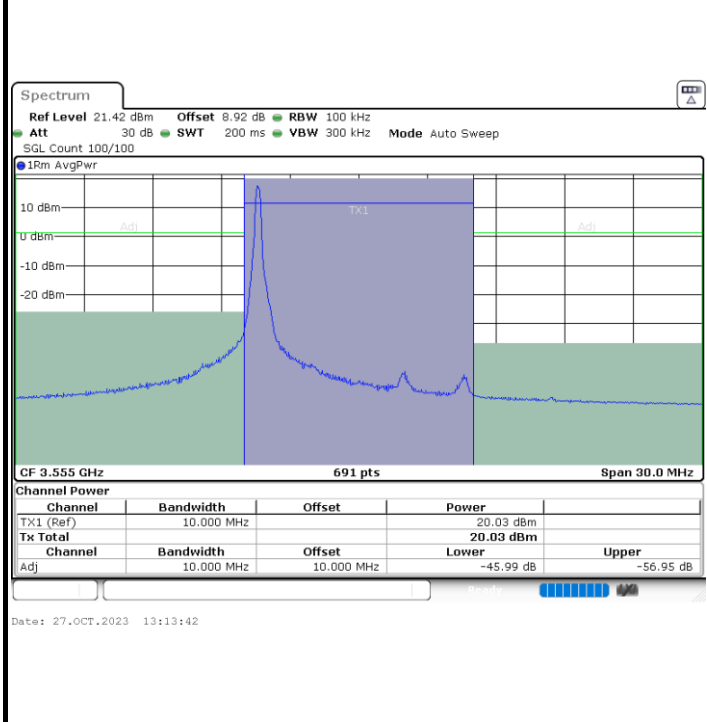 Spectrum
Ref Level 21.42 dBm Offset 8.92 dB RBW 100 kHz
Att 30 dB SWT 200 ms VBW 300 kHz Mode Auto Sweep
SGL Count 100/100
1Rm AvgPwr
10 dBm
TX1
Adj Adj
0 dBm
-10 dBm
-20 dBm
CF 3.555 GHz 691 pts Span 30.0 MHz
Channel Power
Channel Bandwidth Offset Power
TX1 (Ref) 10.000 MHz 20.03 dBm
Tx Total 20.03 dBm
Channel Bandwidth Offset Lower Upper
Adj 10.000 MHz 10.000 MHz -45.99 dB -56.95 dB
Ready
Date: 27.OCT.2023 13:13:42